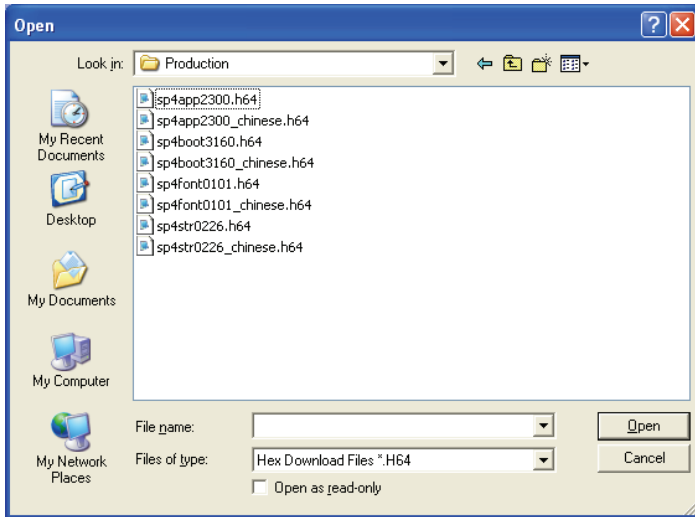 Open
Look in: Production
My Recent
Documents
Desktop
My Documents
My Computer
My Network
Places
sp4app2300.h64
sp4app2300_chinese.h64
sp4boot3160.h64
sp4boot3160_chinese.h64
sp4font0101.h64
sp4font0101_chinese.h64
sp4str0226.h64
sp4str0226_chinese.h64
File name:
Open
Files of type: Hex Download Files *.H64
Cancel
Open as read-only